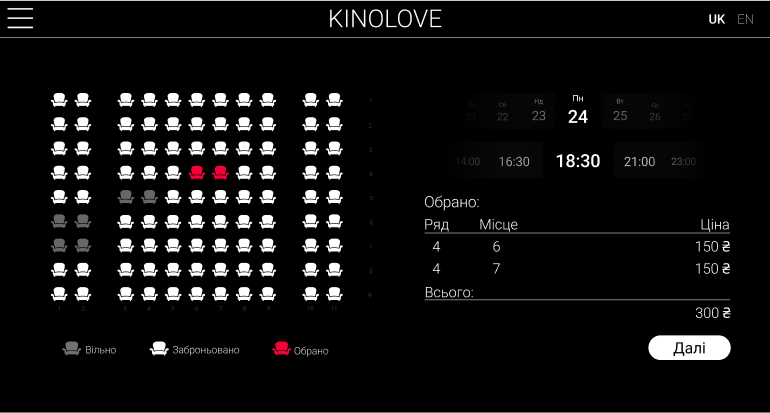 KINOLOVE
UK EN
Сб Нд Пн Вт Ср
21 22 23 24 25 26 27
14:00 16:30 18:30 21:00 23:00
Обрано:
Ряд Місце Ціна
4 6 150 ₴
4 7 150 ₴
Всього:
300 ₴
Далі
1
2
3
4
5
6
7
8
9
1 2 3 4 5 6 7 8 9 10 11
Вільно Заброньовано Обрано